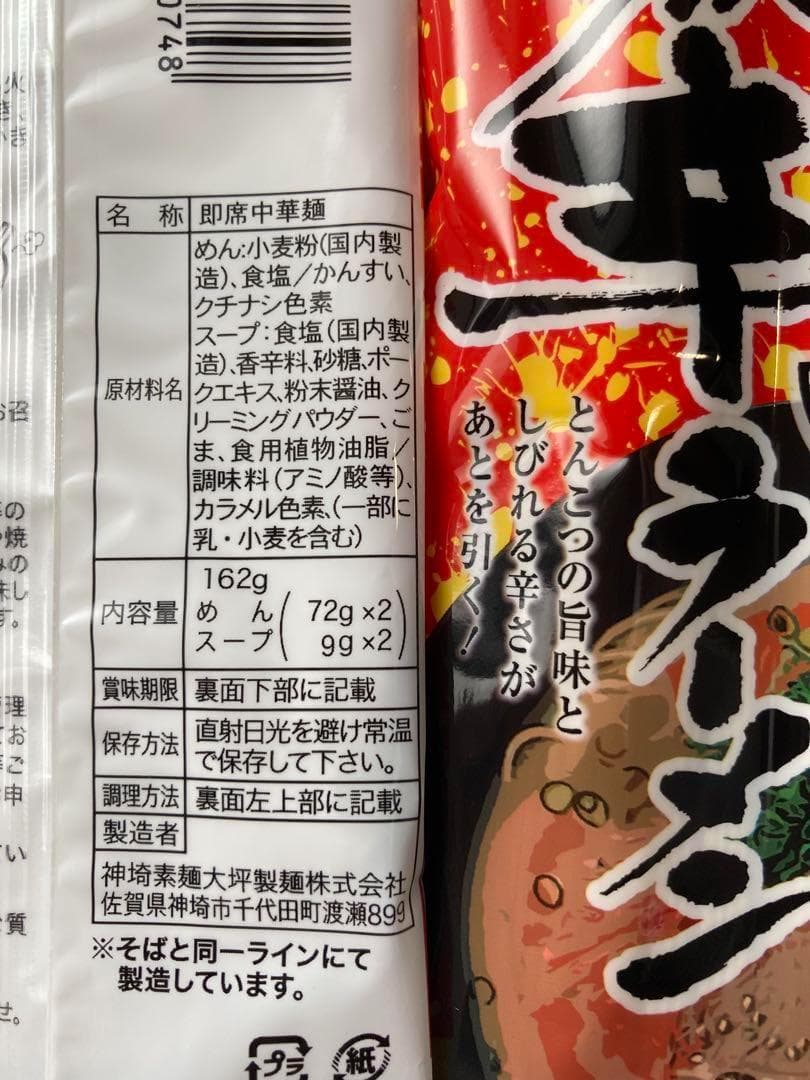 0748
名 称 即席中華麺
原材料名
めん:小麦粉(国内製
造)、食塩/かんすい、
クチナシ色素
スープ:食塩(国内製
造)、香辛料、砂糖、ポー
クエキス、粉末醤油、ク
リーミングパウダー、ご
ま、食用植物油脂/
調味料(アミノ酸等)、
カラメル色素、(一部に
乳・小麦を含む)
内容量
162g
めん( 72g×2)
スープ( 9g×2)
賞味期限 裏面下部に記載
保存方法
直射日光を避け常温
で保存して下さい。
調理方法 裏面左上部に記載
製造者
神埼素麺大坪製麺株式会社
佐賀県神埼市千代田町渡瀬899
※そばと同一ラインにて
製造しています。
プラ
紙
辛ラーメン
とんこつの旨味と
しびれる辛さが
あとを引く!